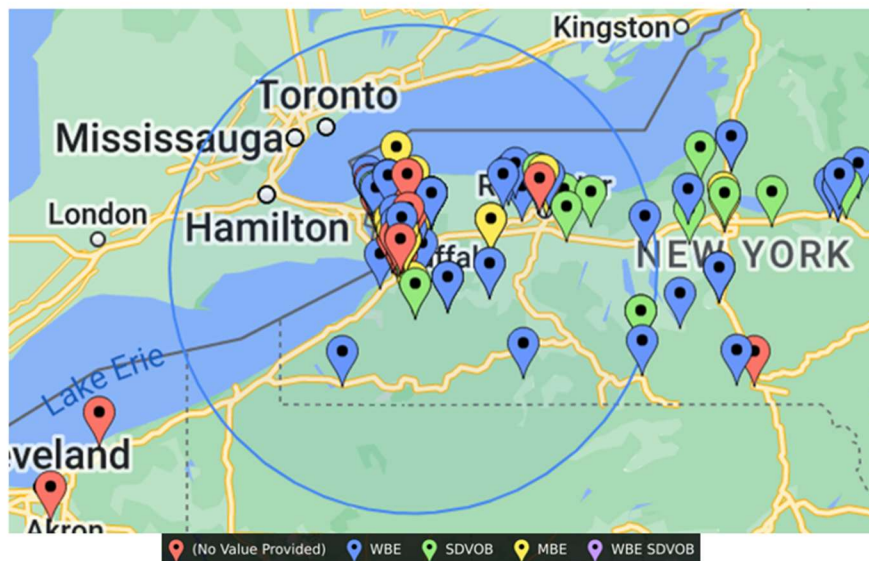 Kingston
Toronto
Mississauga
London
Hamilton
NEW YORK
Lake Erie
eveland
Akron
(No Value Provided) WBE SDVOB MBE WBE SDVOB